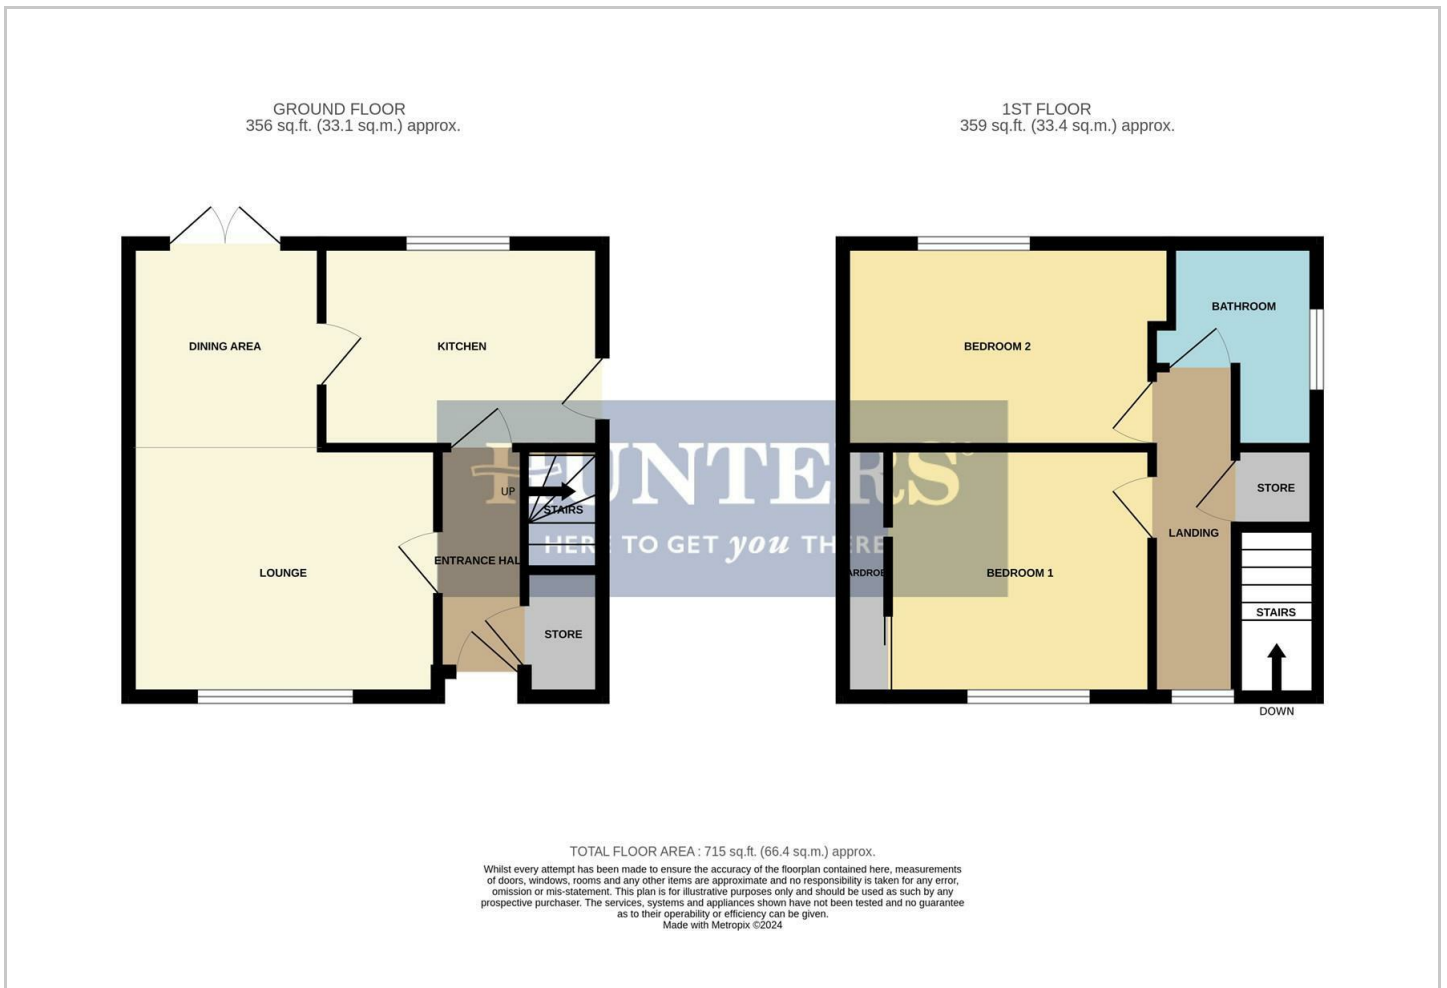 GROUND FLOOR
356 sq.ft. (33.1 sq.m.) approx.
1ST FLOOR
359 sq.ft. (33.4 sq.m.) approx.
DINING AREA
KITCHEN
UP
STAIRS
ENTRANCE HAL
LOUNGE
STORE
BEDROOM 2
BATHROOM
STORE
LANDING
ARDROB
BEDROOM 1
STAIRS
DOWN
HUNTERS
HERE TO GET you THERE
TOTAL FLOOR AREA : 715 sq.ft. (66.4 sq.m.) approx.
Whilst every attempt has been made to ensure the accuracy of the floorplan contained here, measurements
of doors, windows, rooms and any other items are approximate and no responsibility is taken for any error,
omission or mis-statement. This plan is for illustrative purposes only and should be used as such by any
prospective purchaser. The services, systems and appliances shown have not been tested and no guarantee
as to their operability or efficiency can be given.
Made with Metropix ©2024